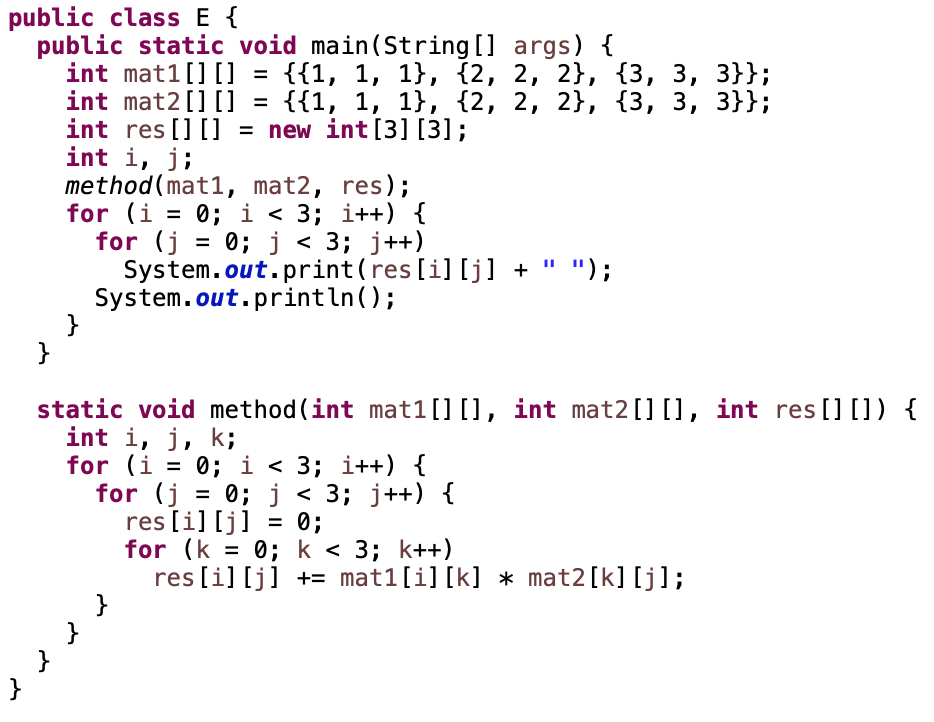 public class E {
  public static void main(String[] args) {
    int mat1[][] = {{1, 1, 1}, {2, 2, 2}, {3, 3, 3}};
    int mat2[][] = {{1, 1, 1}, {2, 2, 2}, {3, 3, 3}};
    int res[][] = new int[3][3];
    int i, j;
    method(mat1, mat2, res);
    for (i = 0; i < 3; i++) {
      for (j = 0; j < 3; j++)
        System.out.print(res[i][j] + " ");
      System.out.println();
    }
  }

  static void method(int mat1[][], int mat2[][], int res[][]) {
    int i, j, k;
    for (i = 0; i < 3; i++) {
      for (j = 0; j < 3; j++) {
        res[i][j] = 0;
        for (k = 0; k < 3; k++)
          res[i][j] += mat1[i][k] * mat2[k][j];
      }
    }
  }
}